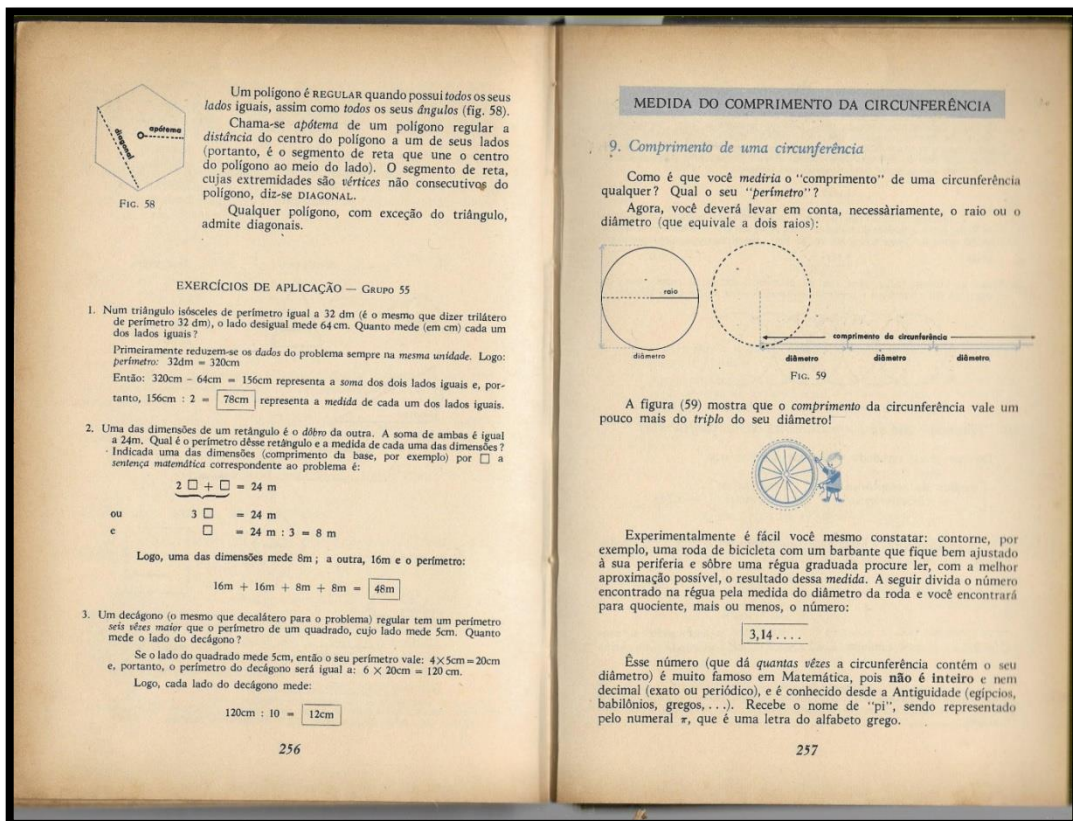 Um polígono é REGULAR quando possui todos os seus
lados iguais, assim como todos os seus ângulos (fig. 58).
Chama-se apótema de um polígono regular a
distância do centro do polígono a um de seus lados
(portanto, é o segmento de reta que une o centro
do polígono ao meio do lado). O segmento de reta,
cujas extremidades são vértices não consecutivos do
polígono, diz-se DIAGONAL.
Qualquer polígono, com exceção do triângulo,
admite diagonais.
apótema
diagonal
FIG. 58
EXERCÍCIOS DE APLICAÇÃO — GRUPO 55
1. Num triângulo isósceles de perímetro igual a 32 dm (é o mesmo que dizer trilátero
de perímetro 32 dm), o lado desigual mede 64 cm. Quanto mede (em cm) cada um
dos lados iguais?
Primeiramente reduzem-se os dados do problema sempre na mesma unidade. Logo:
perímetro: 32dm = 320cm
Então: 320cm – 64cm = 156cm representa a soma dos dois lados iguais e, por-
tanto, 156cm : 2 = 78cm representa a medida de cada um dos lados iguais.
2. Uma das dimensões de um retângulo é o dôbro da outra. A soma de ambas é igual
a 24m. Qual é o perímetro dêsse retângulo e a medida de cada uma das dimensões?
Indicada uma das dimensões (comprimento da base, por exemplo) por □ a
sentença matemática correspondente ao problema é:
2 □ + □ = 24 m
ou 3 □ = 24 m
e □ = 24 m : 3 = 8 m
Logo, uma das dimensões mede 8m ; a outra, 16m e o perímetro:
16m + 16m + 8m + 8m = 48m
3. Um decágono (o mesmo que decalátero para o problema) regular tem um perímetro
seis vêzes maior que o perímetro de um quadrado, cujo lado mede 5cm. Quanto
mede o lado do decágono?
Se o lado do quadrado mede 5cm, então o seu perímetro vale: 4×5cm=20cm
e, portanto, o perímetro do decágono será igual a: 6 × 20cm = 120 cm.
Logo, cada lado do decágono mede:
120cm : 10 = 12cm
256
MEDIDA DO COMPRIMENTO DA CIRCUNFERÊNCIA
9. Comprimento de uma circunferência
Como é que você mediria o "comprimento" de uma circunferência
qualquer? Qual o seu "perímetro"?
Agora, você deverá levar em conta, necessàriamente, o raio ou o
diâmetro (que equivale a dois raios):
raio
diâmetro
comprimento da circunferência
diâmetro diâmetro diâmetro
FIG. 59
A figura (59) mostra que o comprimento da circunferência vale um
pouco mais do triplo do seu diâmetro!
Experimentalmente é fácil você mesmo constatar: contorne, por
exemplo, uma roda de bicicleta com um barbante que fique bem ajustado
à sua periferia e sôbre uma régua graduada procure ler, com a melhor
aproximação possível, o resultado dessa medida. A seguir divida o número
encontrado na régua pela medida do diâmetro da roda e você encontrará
para quociente, mais ou menos, o número:
3,14 . . . .
Êsse número (que dá quantas vêzes a circunferência contém o seu
diâmetro) é muito famoso em Matemática, pois não é inteiro e nem
decimal (exato ou periódico), e é conhecido desde a Antiguidade (egípcios,
babilônios, gregos, . . .). Recebe o nome de "pi", sendo representado
pelo numeral π, que é uma letra do alfabeto grego.
257